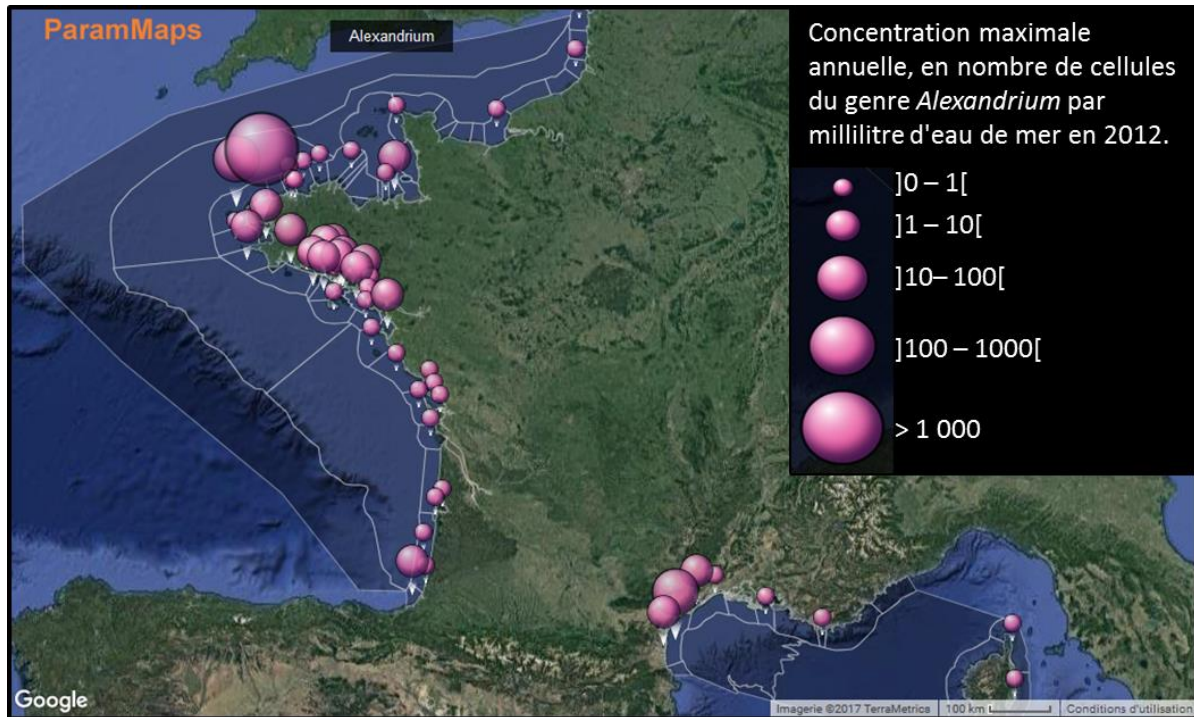 ParamMaps
Alexandrium
Concentration maximale
annuelle, en nombre de cellules
du genre Alexandrium par
millilitre d'eau de mer en 2012.
]0 – 1[
]1 – 10[
]10– 100[
]100 – 1000[
> 1 000
Google
Imagerie ©2017 TerraMetrics
100 km
Conditions d'utilisation